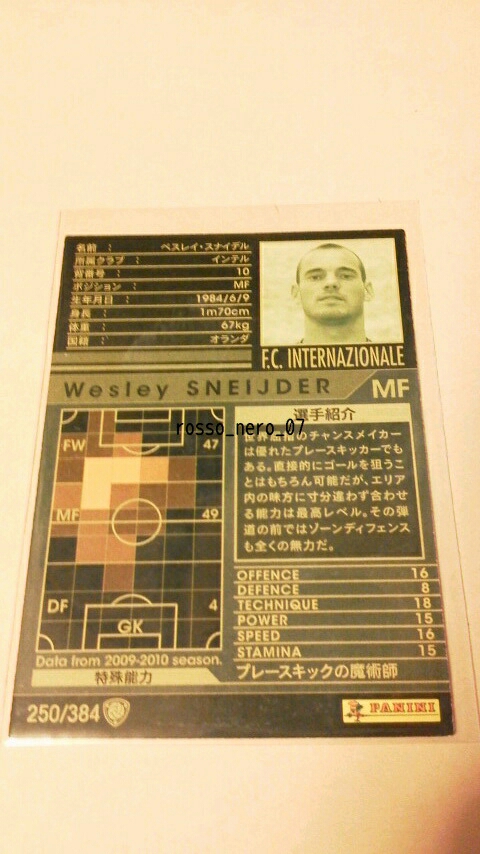 名前 : ベスレイ・スナイデル
所属クラブ : インテル
背番号 : 10
ポジション : MF
生年月日 : 1984/6/9
身長 : 1m70cm
体重 : 67kg
国籍 : オランダ
F.C. INTERNAZIONALE
Wesley SNEIJDER MF
選手紹介
rosso_nero_07
FW 47
MF 49
DF 4
GK
Data from 2009-2010 season.
世界屈指のチャンスメイカー
は優れたプレースキッカーでも
ある。直接的にゴールを狙うこ
とはもちろん可能だが、エリア
内の味方に寸分違わず合わせ
る能力は最高レベル。その弾
道の前ではゾーンディフェンス
も全くの無力だ。
OFFENCE 16
DEFENCE 8
TECHNIQUE 18
POWER 15
SPEED 16
STAMINA 15
特殊能力 プレースキックの魔術師
250/384
PANINI